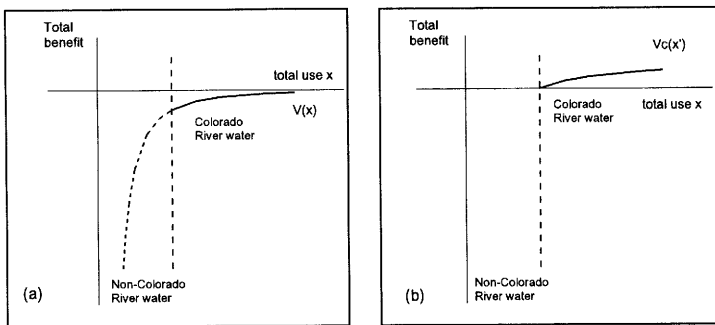 Total
benefit
total use x
V(x)
Colorado
River water
Non-Colorado
River water
(a)
Total
benefit
Vc(x')
total use x
Colorado
River water
Non-Colorado
River water
(b)